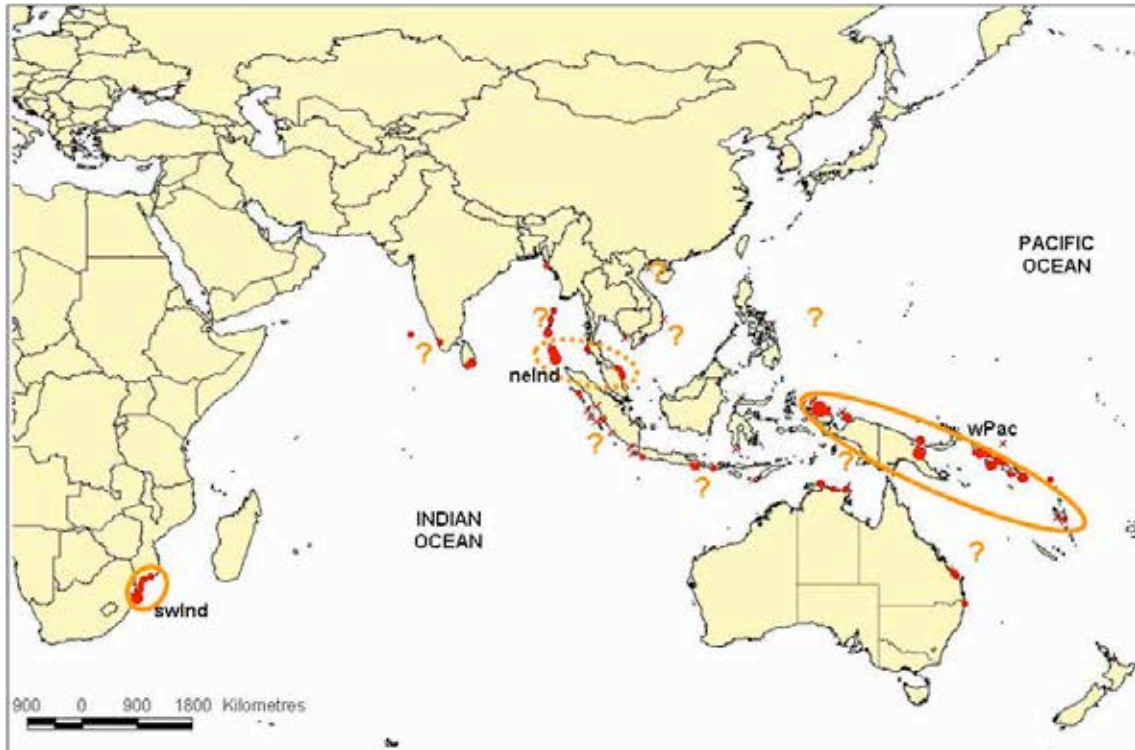 ?
PACIFIC
OCEAN
?
?
?
?
neInd
wPac
?
?
?
INDIAN
OCEAN
?
swInd
900 0 900 1800 Kilometres